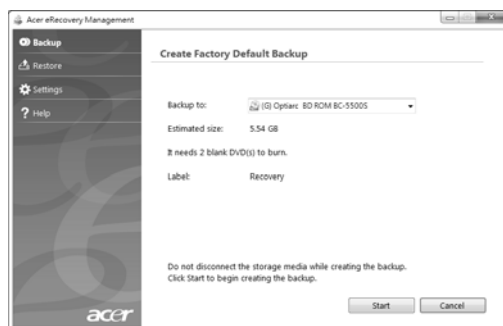 Acer eRecovery Management
Backup
Restore
Settings
Help
acer
Create Factory Default Backup
Backup to: (G) Optiarc BD ROM BC-5500S
Estimated size: 5.54 GB
It needs 2 blank DVD(s) to burn.
Label: Recovery
Do not disconnect the storage media while creating the backup.
Click Start to begin creating the backup.
Start Cancel